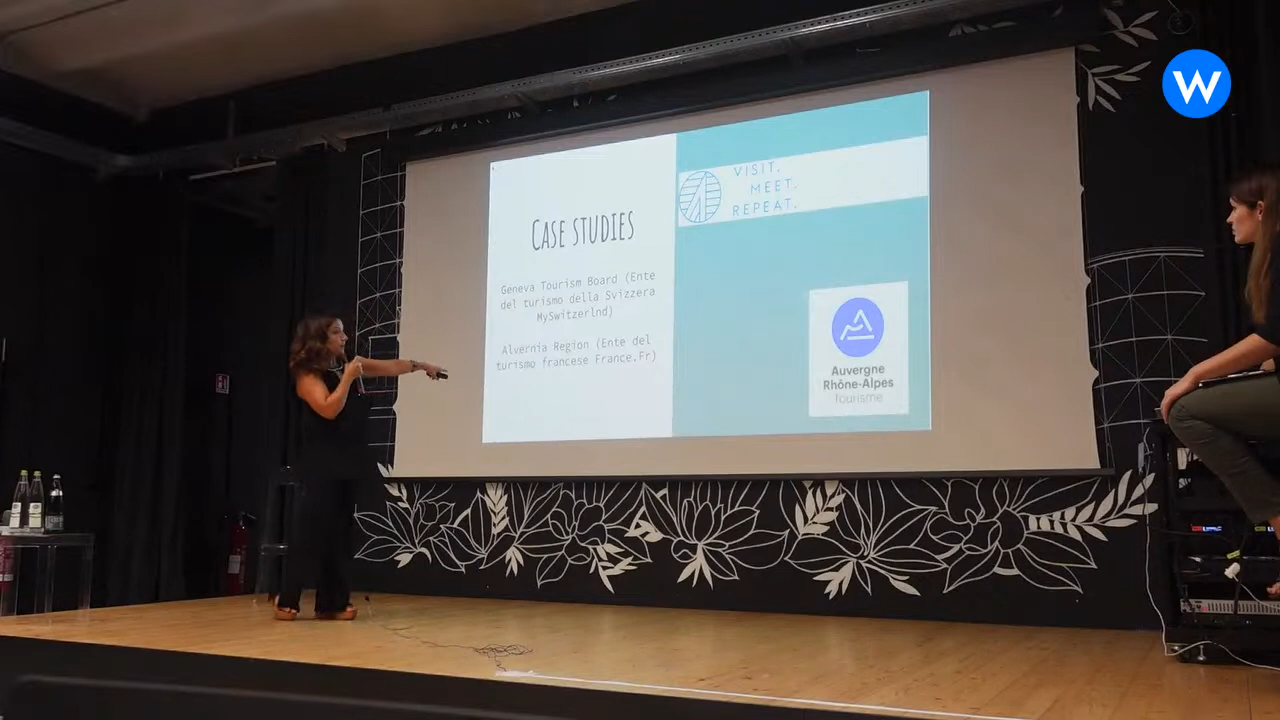 W
CASE STUDIES
Geneva Tourism Board (Ente
del turismo della Svizzera
MySwitzerlnd)
Alvernia Region (Ente del
turismo francese France.Fr)
VISIT.
MEET.
REPEAT.
Auvergne
Rhône-Alpes
Tourisme